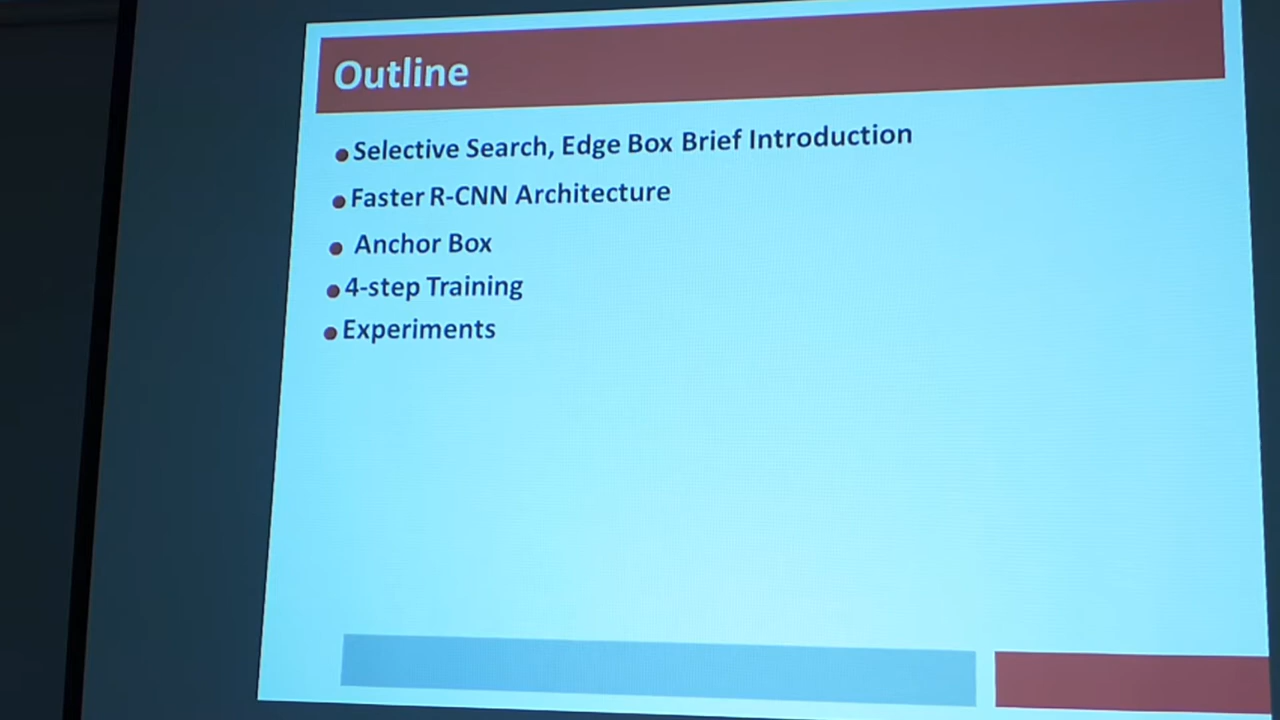 Outline
Selective Search, Edge Box Brief Introduction
Faster R-CNN Architecture
Anchor Box
4-step Training
Experiments